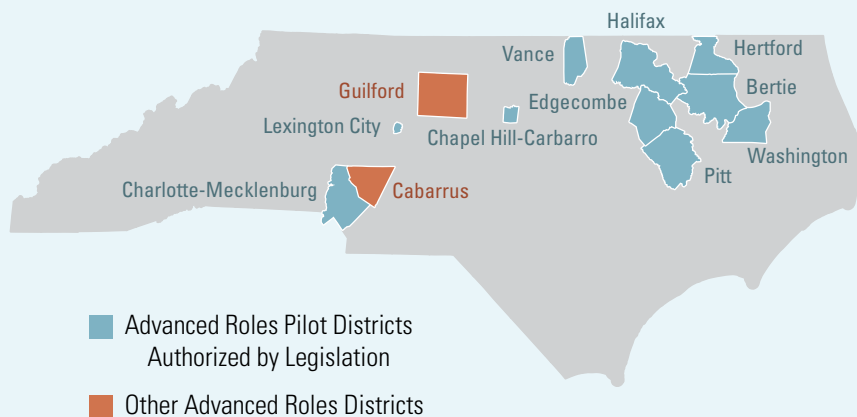 Halifax
Vance
Hertford
Guilford
Bertie
Edgecombe
Lexington City
Chapel Hill-Carbarro
Washington
Pitt
Charlotte-Mecklenburg
Cabarrus
Advanced Roles Pilot Districts
Authorized by Legislation
Other Advanced Roles Districts